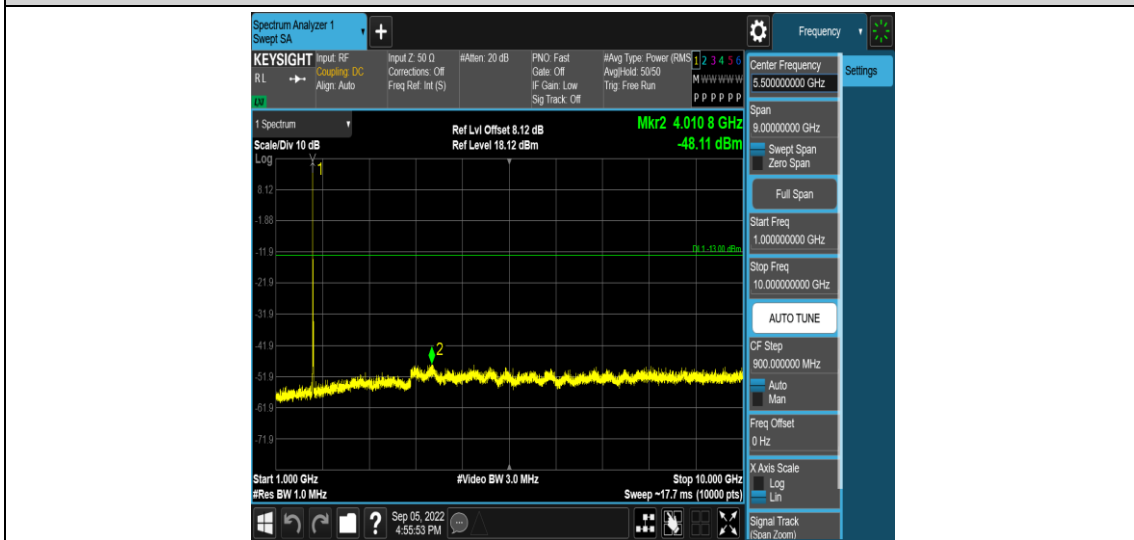 Spectrum Analyzer 1
Swept SA
+
Frequency
KEYSIGHT
RL
Input: RF
Coupling: DC
Align: Auto
Input Z: 50 Ω
Corrections: Off
Freq Ref: Int (S)
#Atten: 20 dB
PNO: Fast
Gate: Off
IF Gain: Low
Sig Track: Off
#Avg Type: Power (RMS
Avg|Hold: 50/50
Trig: Free Run
1 2 3 4 5 6
M W W W W W
P P P P P P
1 Spectrum
Scale/Div 10 dB
Log
Ref Lvl Offset 8.12 dB
Ref Level 18.12 dBm
Mkr2 4.010 8 GHz
-48.11 dBm
1
8.12
-1.88
-11.9
DL1 -13.00 dBm
-21.9
-31.9
-41.9
2
-51.9
-61.9
-71.9
Start 1.000 GHz
#Res BW 1.0 MHz
#Video BW 3.0 MHz
Stop 10.000 GHz
Sweep ~17.7 ms (10000 pts)
Sep 05, 2022
4:55:53 PM
?
Center Frequency
5.500000000 GHz
Settings
Span
9.00000000 GHz
Swept Span
Zero Span
Full Span
Start Freq
1.000000000 GHz
Stop Freq
10.000000000 GHz
AUTO TUNE
CF Step
900.000000 MHz
Auto
Man
Freq Offset
0 Hz
X Axis Scale
Log
Lin
Signal Track
(Span Zoom)